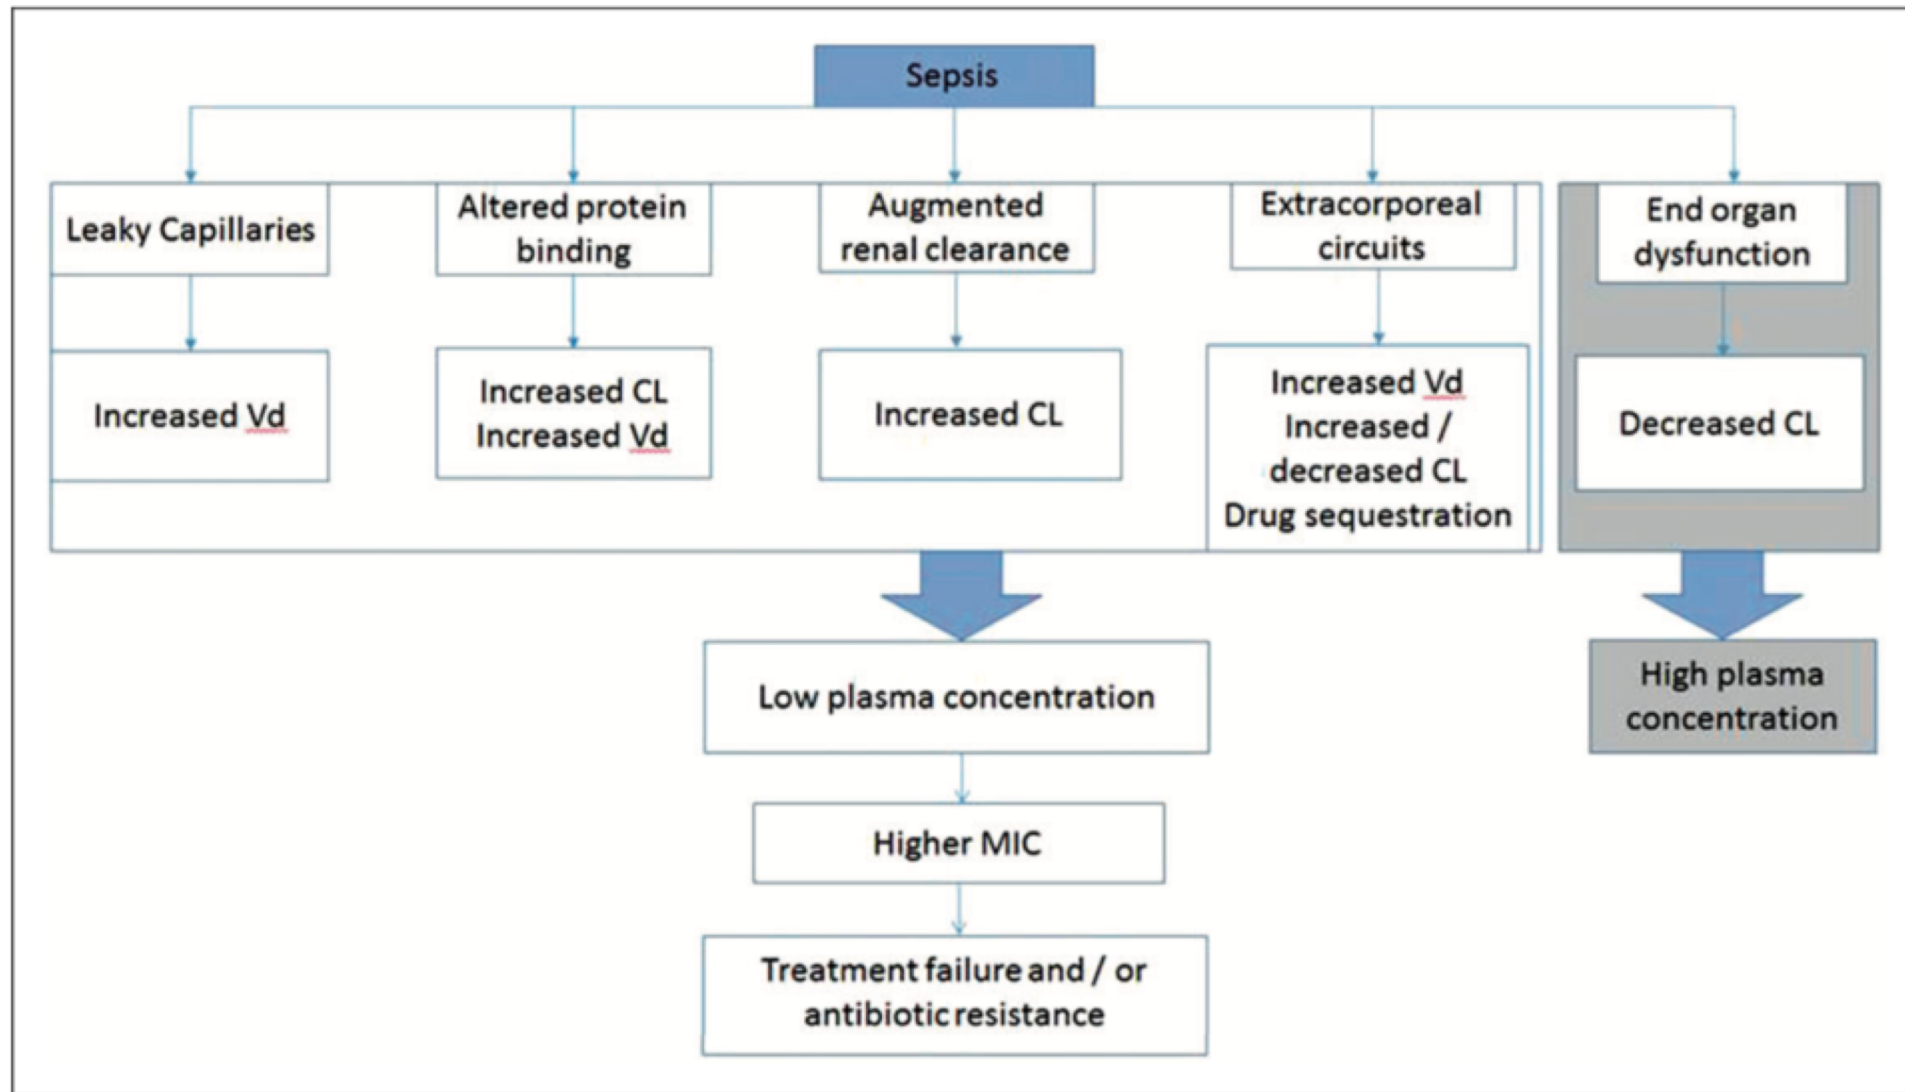 Sepsis
Leaky Capillaries
Altered protein
binding
Augmented
renal clearance
Extracorporeal
circuits
End organ
dysfunction
Increased Vd
Increased CL
Increased Vd
Increased CL
Increased Vd
Increased /
decreased CL
Drug sequestration
Decreased CL
Low plasma concentration
High plasma
concentration
Higher MIC
Treatment failure and / or
antibiotic resistance